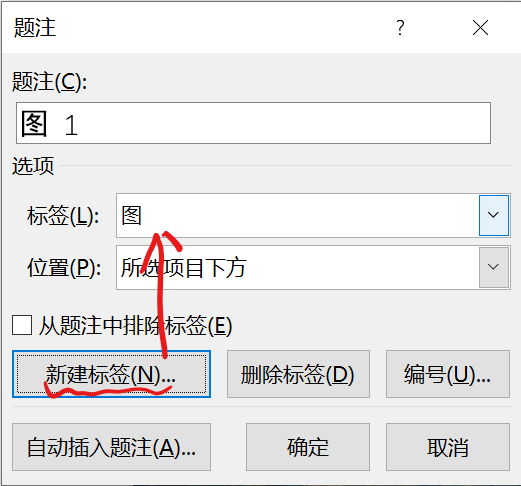 题注
?
题注(C):
图 1
选项
标签(L): 图
位置(P): 所选项目下方
从题注中排除标签(E)
新建标签(N)... 删除标签(D) 编号(U)...
自动插入题注(A)... 确定 取消